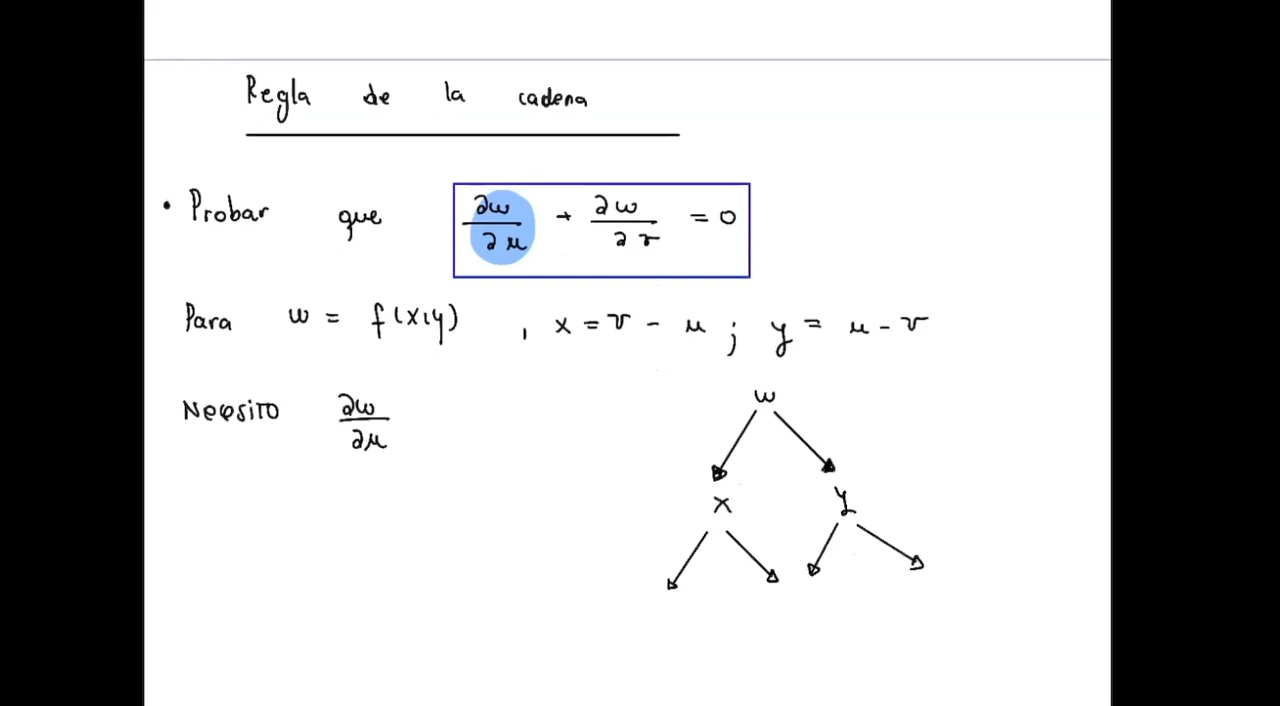 Regla de la cadena
• Probar que ∂w/∂u + ∂w/∂v = 0
Para w = f(x,y) , x = v - u ; y = u - v
Necesito ∂w/∂u
w
x y